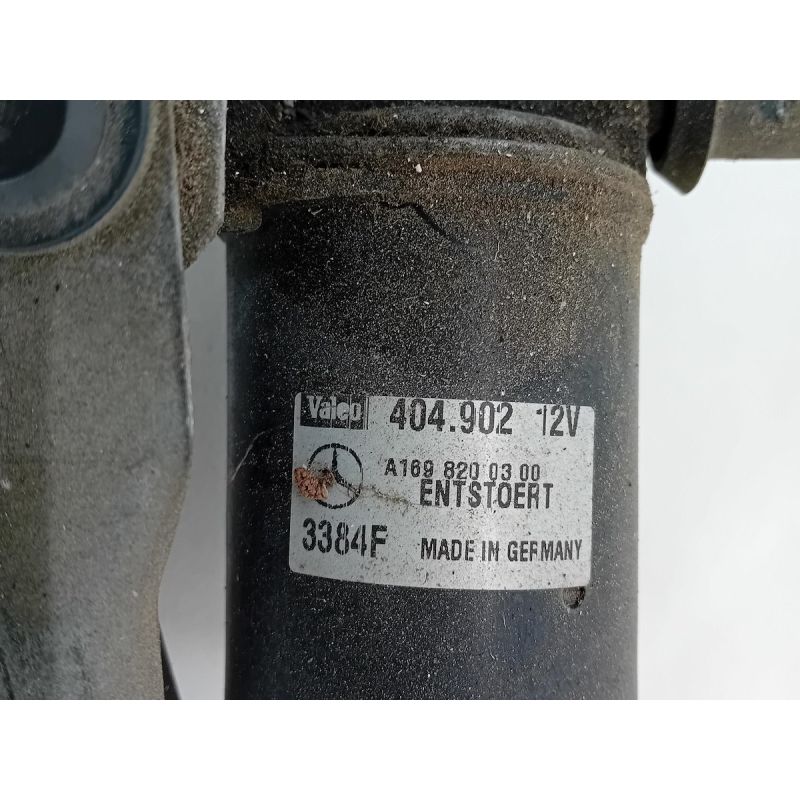 Valeo 404.902 12V
A169 820 03 00
ENTSTOERT
3384F MADE IN GERMANY